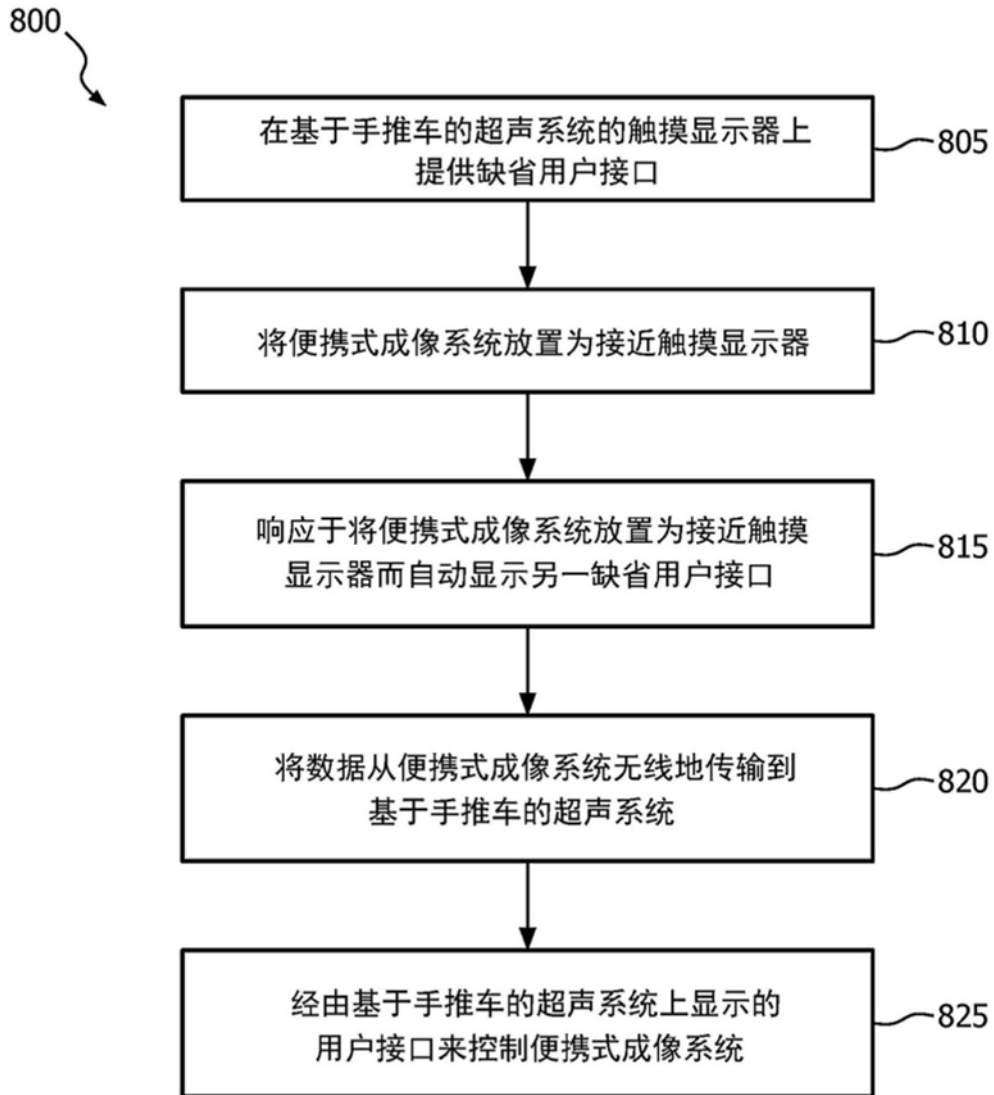 800
在基于手推车的超声系统的触摸显示器上
提供缺省用户接口
805
将便携式成像系统放置为接近触摸显示器
810
响应于将便携式成像系统放置为接近触摸
显示器而自动显示另一缺省用户接口
815
将数据从便携式成像系统无线地传输到
基于手推车的超声系统
820
经由基于手推车的超声系统上显示的
用户接口来控制便携式成像系统
825